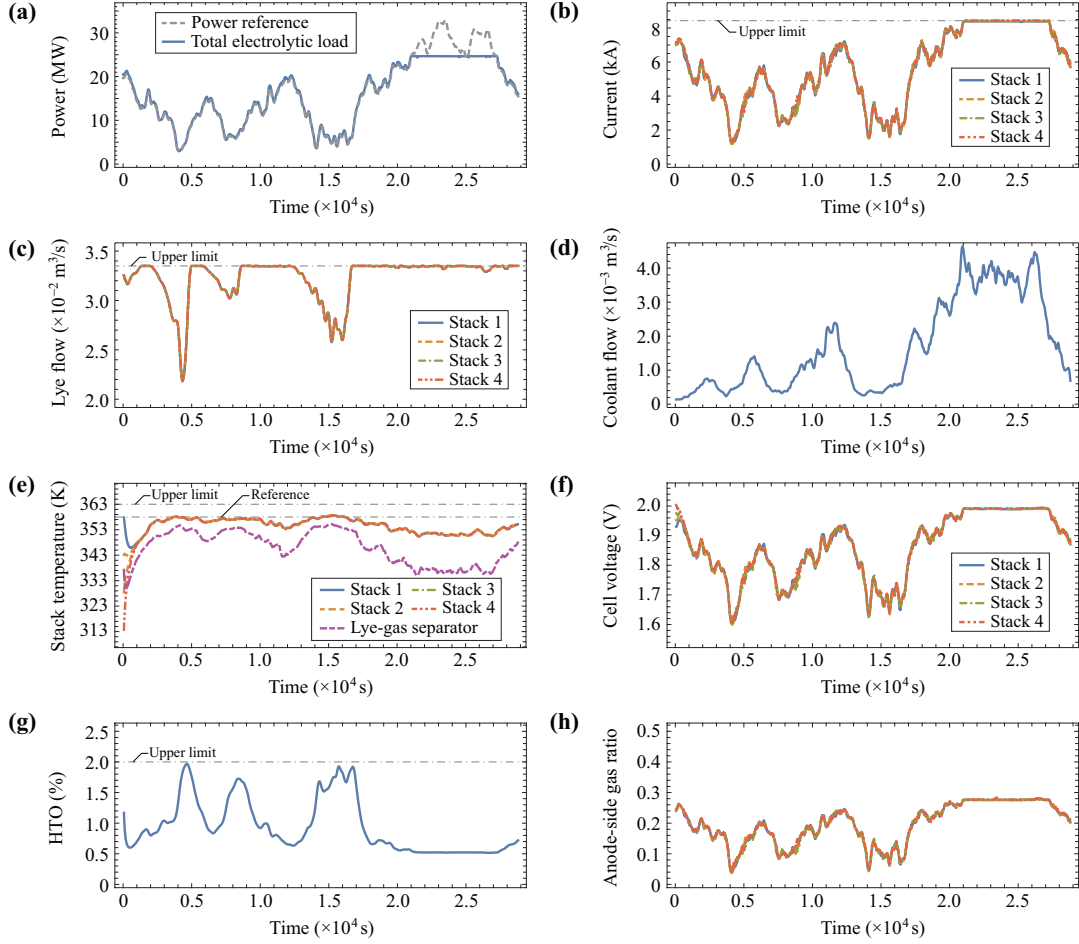 (a)
Power (MW)
30
20
10
0
Power reference
Total electrolytic load
0 0.5 1.0 1.5 2.0 2.5
Time (×10⁴ s)
(b)
Current (kA)
8
6
4
2
0
Upper limit
Stack 1
Stack 2
Stack 3
Stack 4
0 0.5 1.0 1.5 2.0 2.5
Time (×10⁴ s)
(c)
Lye flow (×10⁻² m³/s)
3.5
3.0
2.5
2.0
Upper limit
Stack 1
Stack 2
Stack 3
Stack 4
0 0.5 1.0 1.5 2.0 2.5
Time (×10⁴ s)
(d)
Coolant flow (×10⁻³ m³/s)
4.0
3.0
2.0
1.0
0
0 0.5 1.0 1.5 2.0 2.5
Time (×10⁴ s)
(e)
Stack temperature (K)
363
353
343
333
323
313
Upper limit
Reference
Stack 1 Stack 3
Stack 2 Stack 4
Lye-gas separator
0 0.5 1.0 1.5 2.0 2.5
Time (×10⁴ s)
(f)
Cell voltage (V)
2.0
1.9
1.8
1.7
1.6
Stack 1
Stack 2
Stack 3
Stack 4
0 0.5 1.0 1.5 2.0 2.5
Time (×10⁴ s)
(g)
HTO (%)
2.0
1.5
1.0
0.5
0
Upper limit
0 0.5 1.0 1.5 2.0 2.5
Time (×10⁴ s)
(h)
Anode-side gas ratio
0.5
0.4
0.3
0.2
0.1
0
0 0.5 1.0 1.5 2.0 2.5
Time (×10⁴ s)